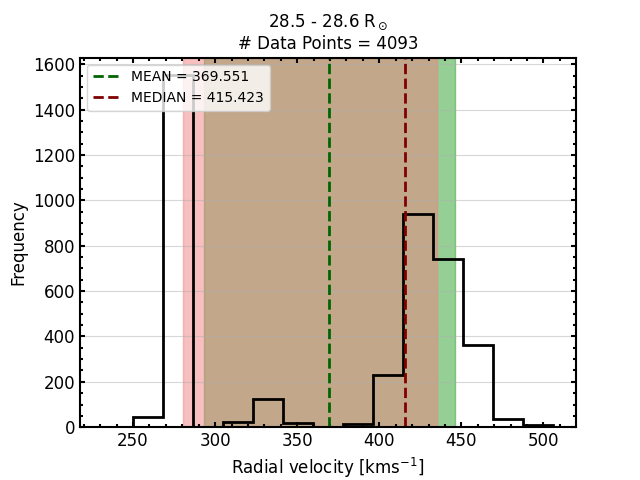 28.5 - 28.6 R⊙
# Data Points = 4093
MEAN = 369.551
MEDIAN = 415.423
1600
1400
1200
1000
800
600
400
200
0
Frequency
250 300 350 400 450 500
Radial velocity [kms⁻¹]